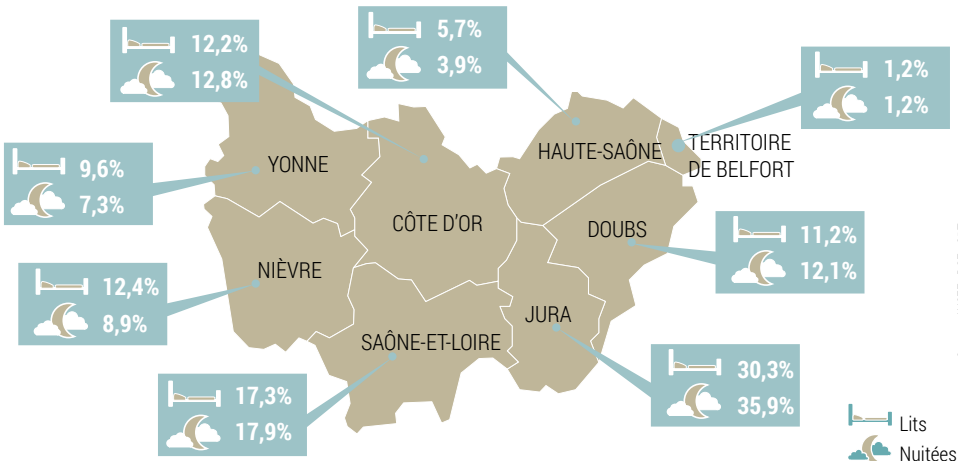 12,2%
12,8%
5,7%
3,9%
1,2%
1,2%
9,6%
7,3%
YONNE
HAUTE-SAÔNE
TERRITOIRE
DE BELFORT
CÔTE D'OR
DOUBS
11,2%
12,1%
NIÈVRE
12,4%
8,9%
JURA
SAÔNE-ET-LOIRE
17,3%
17,9%
30,3%
35,9%
Lits
Nuitées